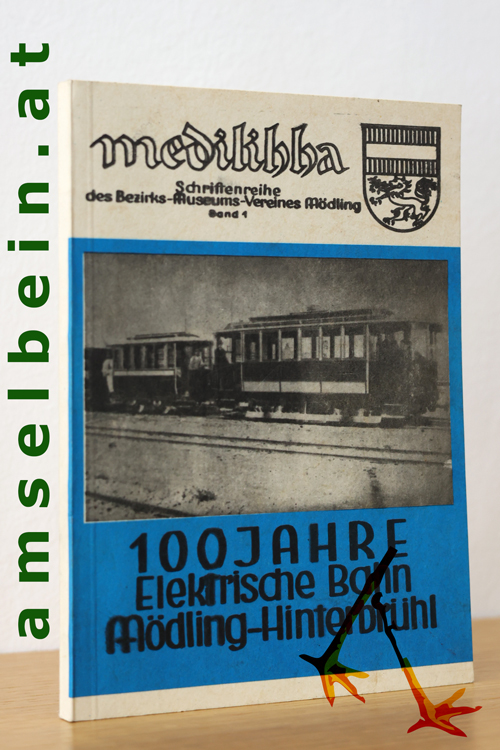 amselbein.at
medilihha
Schriftenreihe
des Bezirks-Museums-Vereines Mödling
Band 1
100 JAHRE
Elektrische Bahn
Mödling-Hinterbrühl